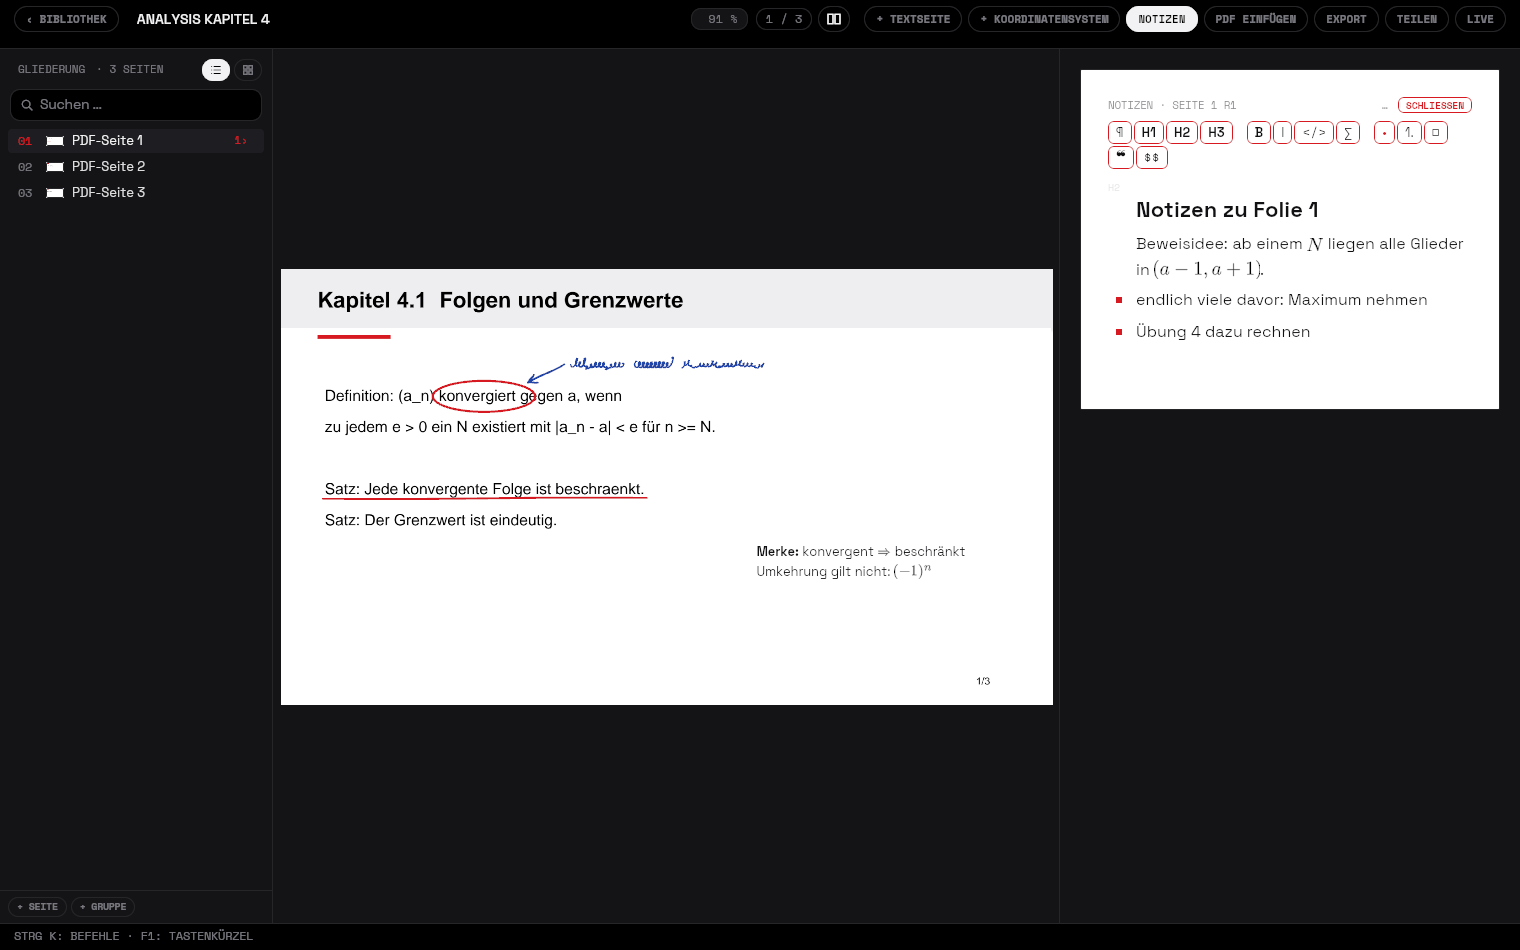 ‹ BIBLIOTHEK
ANALYSIS KAPITEL 4
91 %
1 / 3
+ TEXTSEITE
+ KOORDINATENSYSTEM
NOTIZEN
PDF EINFÜGEN
EXPORT
TEILEN
LIVE
GLIEDERUNG · 3 SEITEN
Suchen …
01 PDF-Seite 1 1›
02 PDF-Seite 2
03 PDF-Seite 3
Kapitel 4.1 Folgen und Grenzwerte
Definition: (a_n) konvergiert gegen a, wenn
zu jedem e > 0 ein N existiert mit |a_n - a| < e für n >= N.
Satz: Jede konvergente Folge ist beschraenkt.
Satz: Der Grenzwert ist eindeutig.
Merke: konvergent ⇒ beschränkt
Umkehrung gilt nicht: (−1)ⁿ
1/3
NOTIZEN · SEITE 1 R1
… SCHLIESSEN
¶ H1 H2 H3 B I </> ∑ • 1. □
❝ $$
H2
Notizen zu Folie 1
Beweisidee: ab einem N liegen alle Glieder
in (a − 1, a + 1).
endlich viele davor: Maximum nehmen
Übung 4 dazu rechnen
+ SEITE
+ GRUPPE
STRG K: BEFEHLE · F1: TASTENKÜRZEL